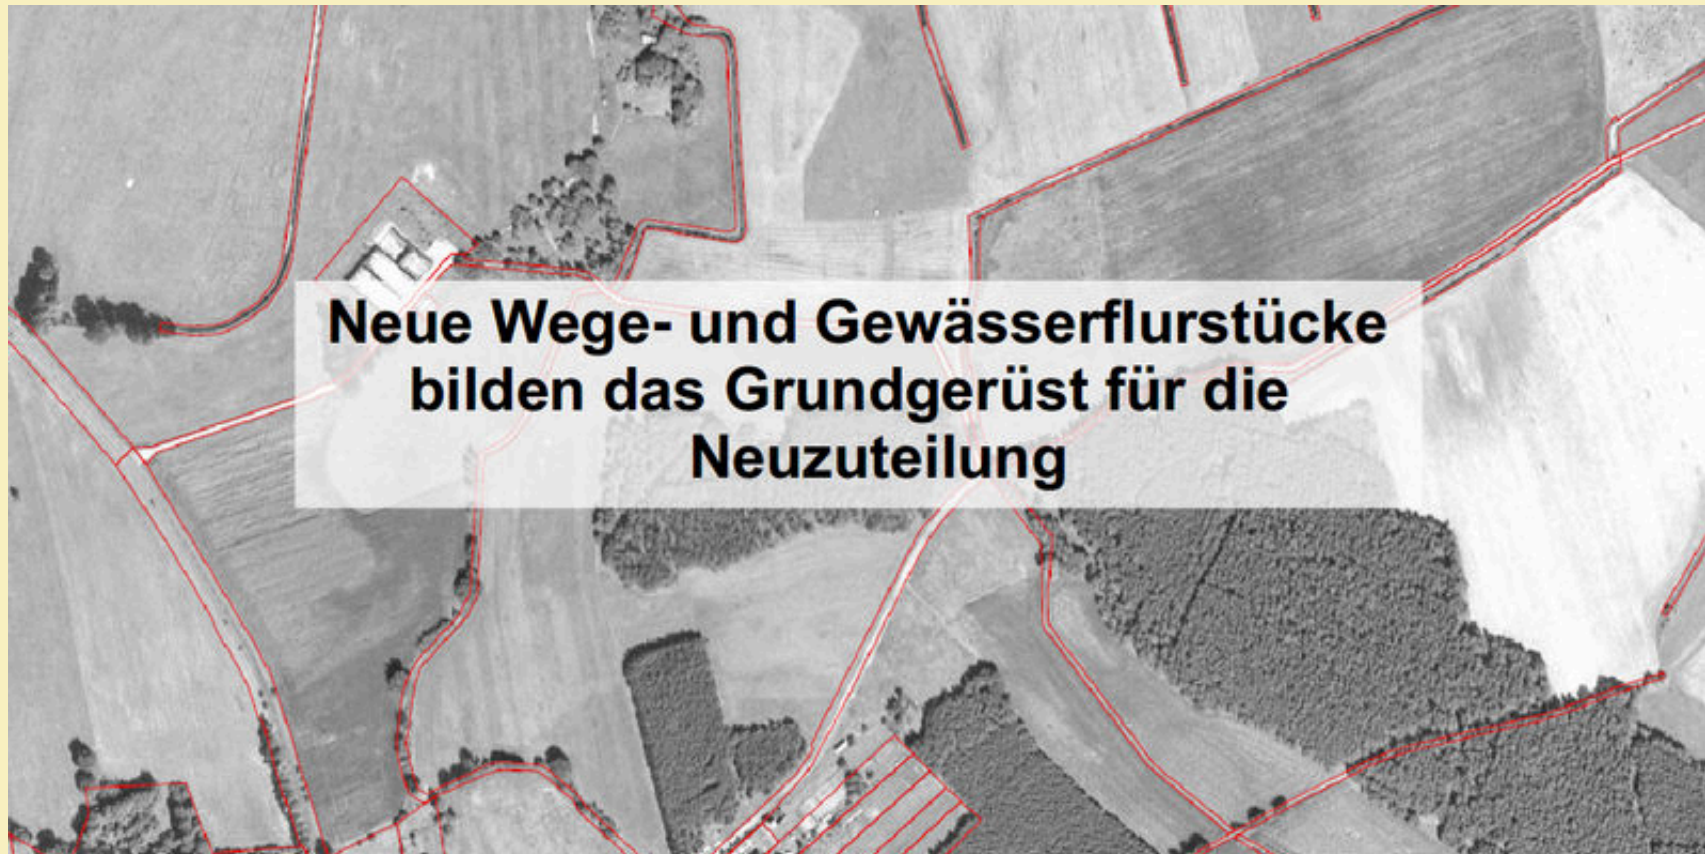 Neue Wege- und Gewässerflurstücke
bilden das Grundgerüst für die
Neuzuteilung